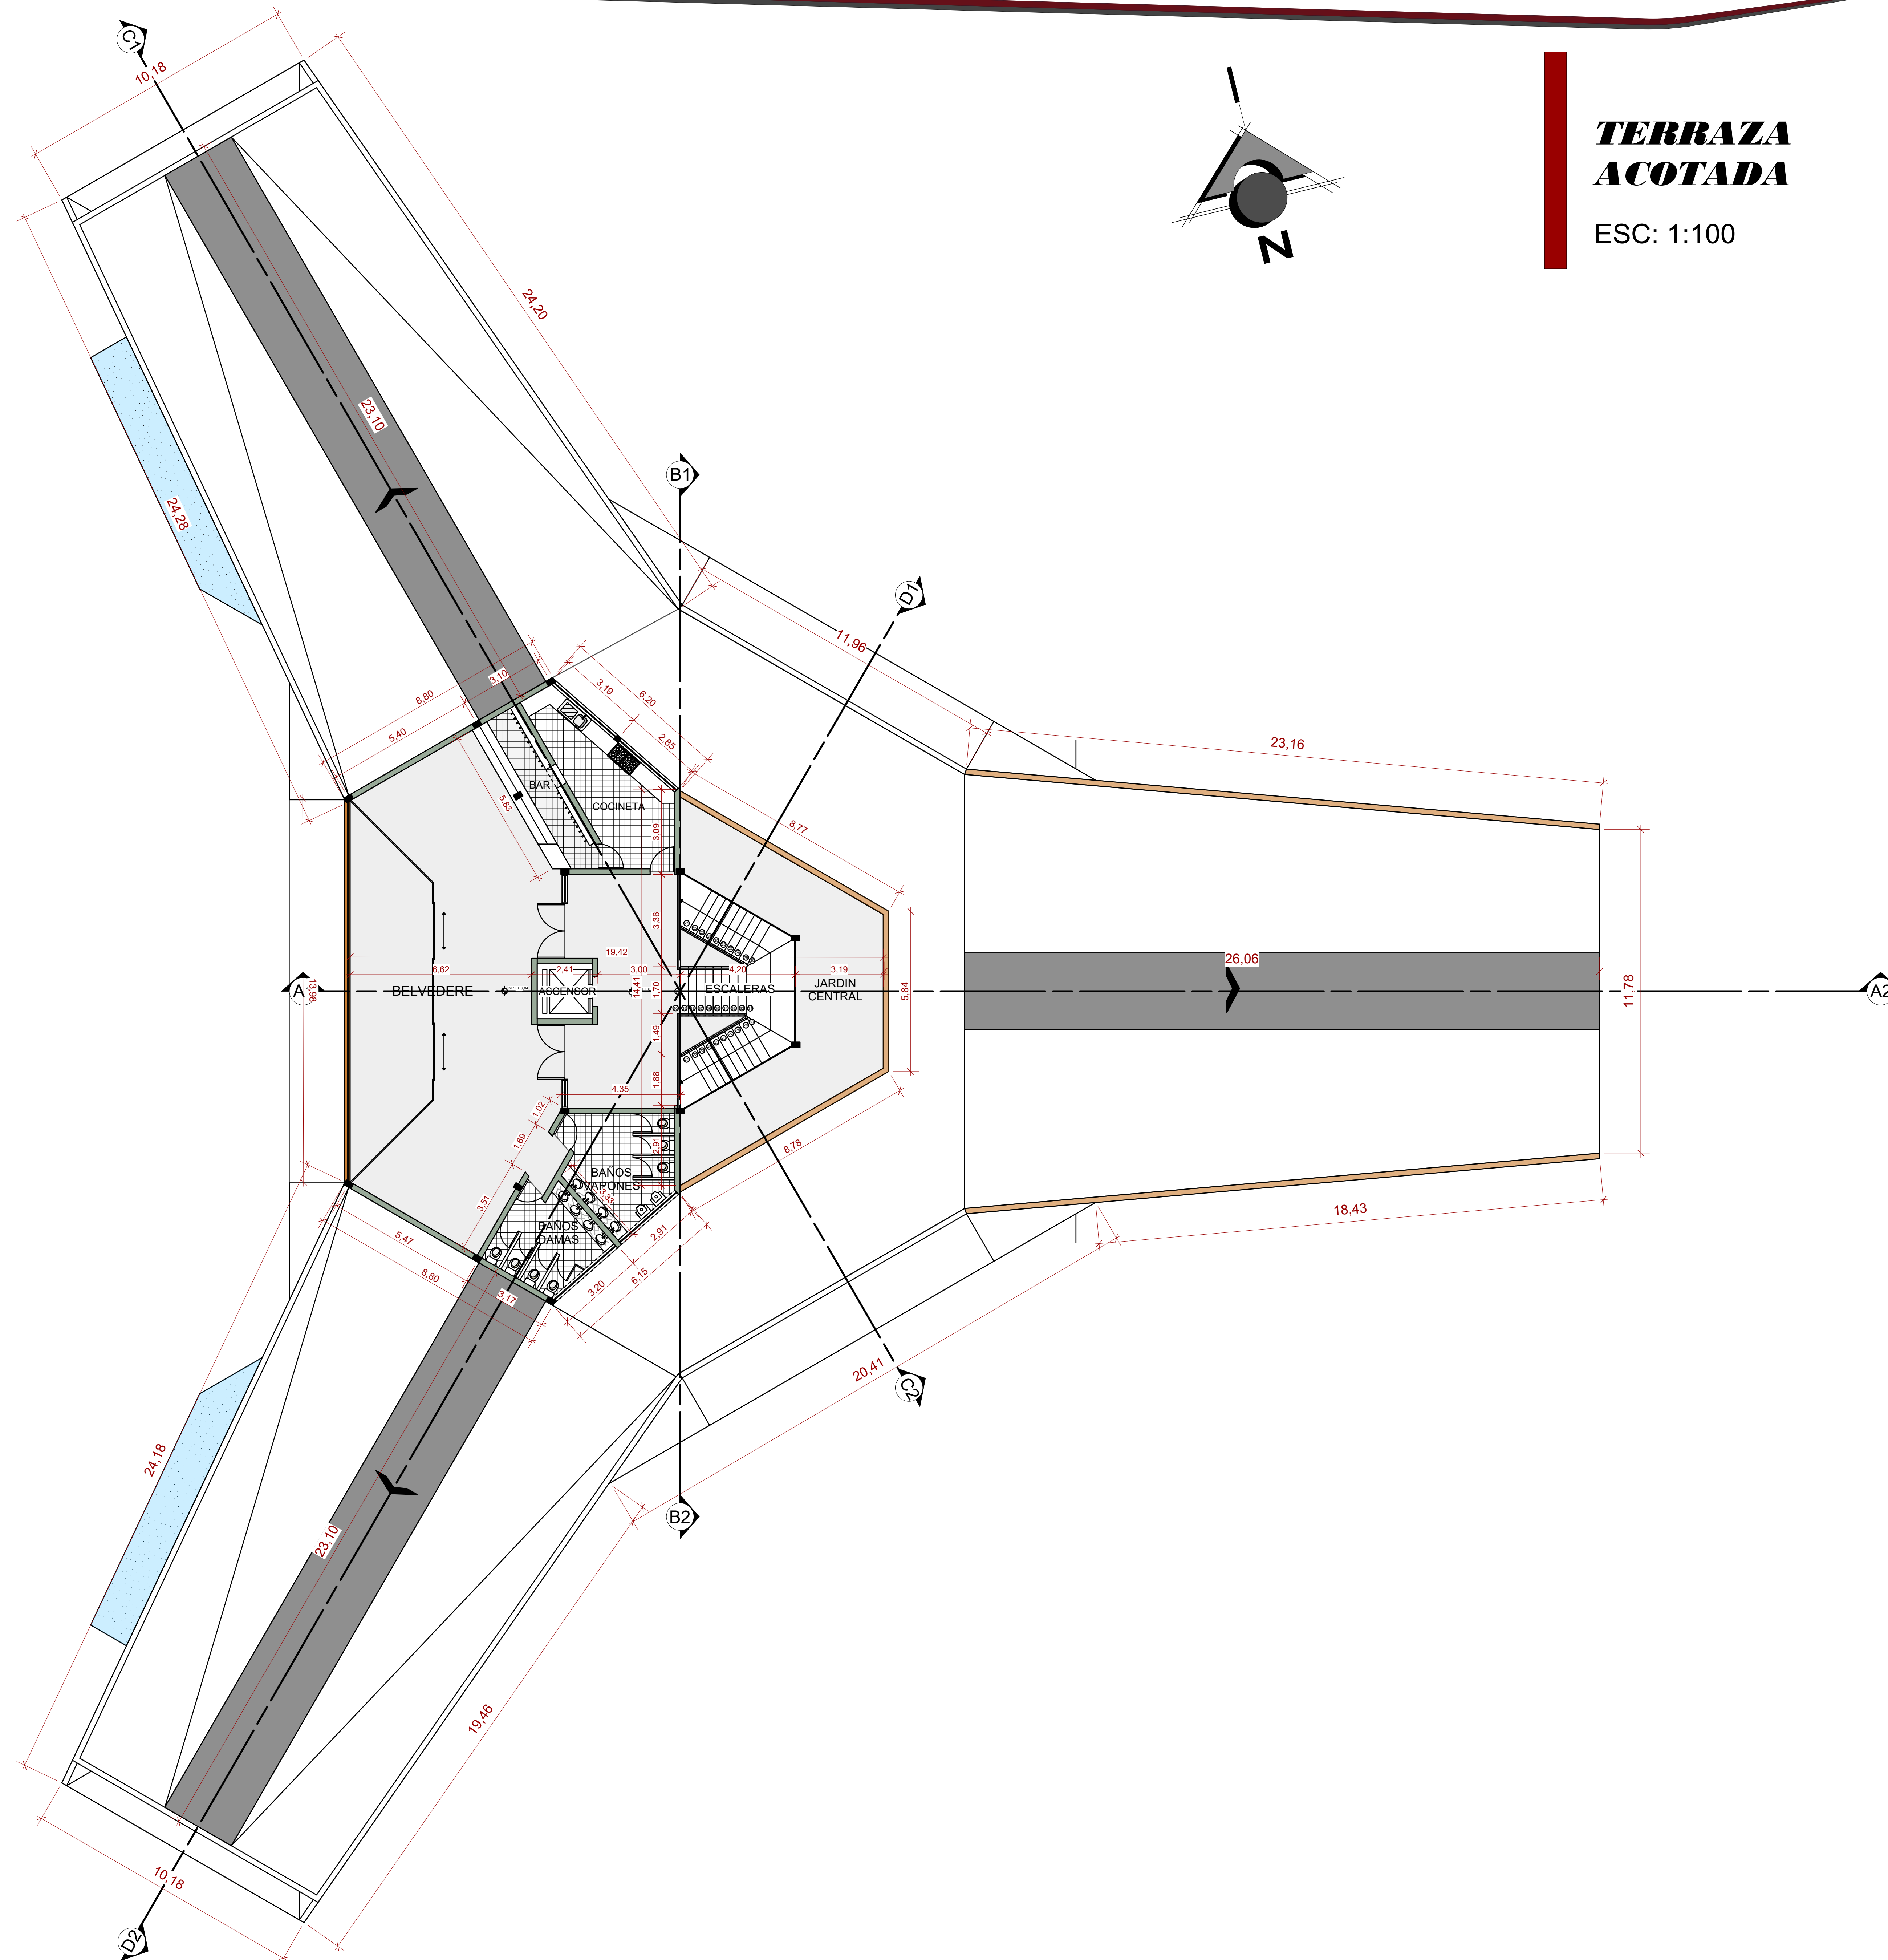 TERRAZA
ACOTADA
ESC: 1:100
N
C1
10,18
24,20
23,10
24,28
B1
D1
11,96
23,16
8,80
3,10
5,40
3,19
6,20
2,85
BAR
COCINETA
5,83
3,09
8,77
3,36
19,42
6,62
2,41
3,00
4,20
3,19
26,06
A
13,98
BELVEDERE
ASCENSOR
14,41
1,70
ESCALERAS
JARDIN
CENTRAL
5,84
11,78
A2
1,49
1,88
4,35
1,02
1,69
2,91
8,78
BAÑOS
VAPONES
3,33
3,51
BAÑOS
DAMAS
5,47
8,80
3,17
2,91
3,20
6,15
18,43
20,41
C2
B2
24,18
23,10
19,46
10,18
D2